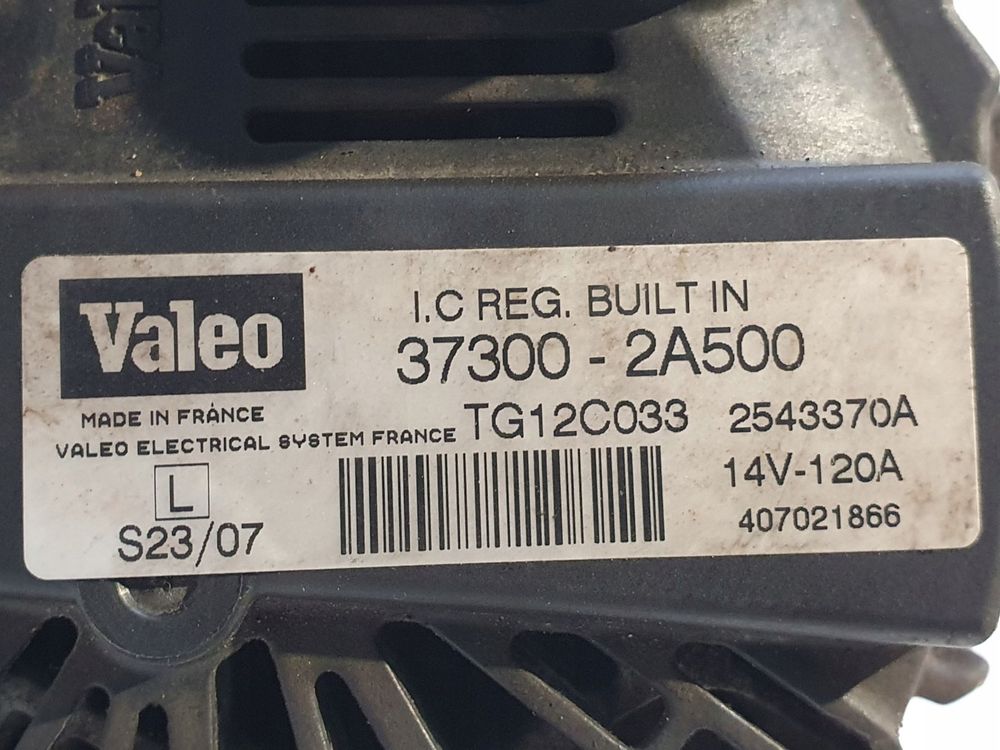 Valeo
I.C REG. BUILT IN
37300 - 2A500
MADE IN FRANCE
VALEO ELECTRICAL SYSTEM FRANCE TG12C033 2543370A
L
14V-120A
S23/07
407021866